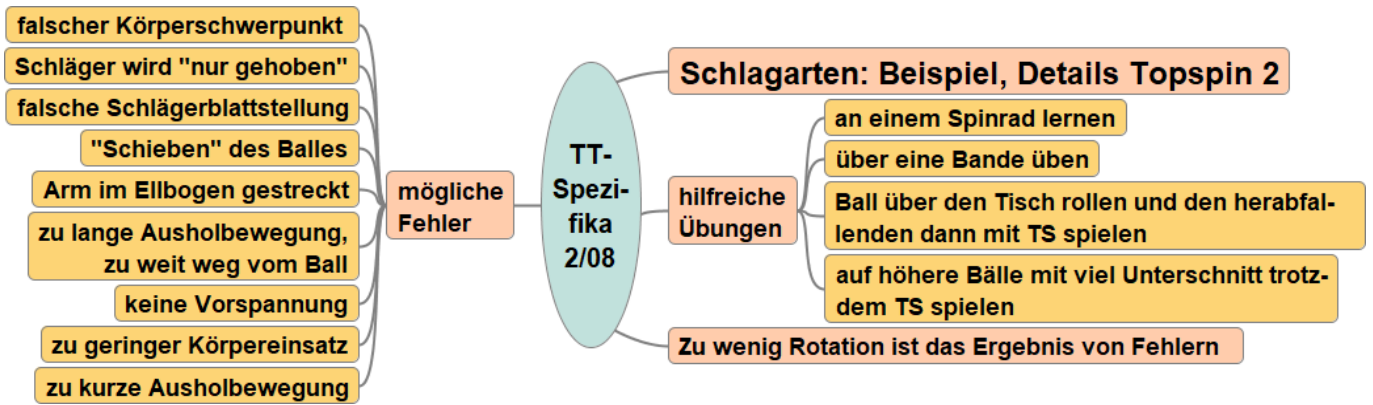 falscher Körperschwerpunkt
Schläger wird "nur gehoben"
falsche Schlägerblattstellung
"Schieben" des Balles
Arm im Ellbogen gestreckt
zu lange Ausholbewegung,
zu weit weg vom Ball
keine Vorspannung
zu geringer Körpereinsatz
zu kurze Ausholbewegung
mögliche
Fehler
TT-
Spezi-
fika
2/08
Schlagarten: Beispiel, Details Topspin 2
hilfreiche
Übungen
an einem Spinrad lernen
über eine Bande üben
Ball über den Tisch rollen und den herabfal-
lenden dann mit TS spielen
auf höhere Bälle mit viel Unterschnitt trotz-
dem TS spielen
Zu wenig Rotation ist das Ergebnis von Fehlern